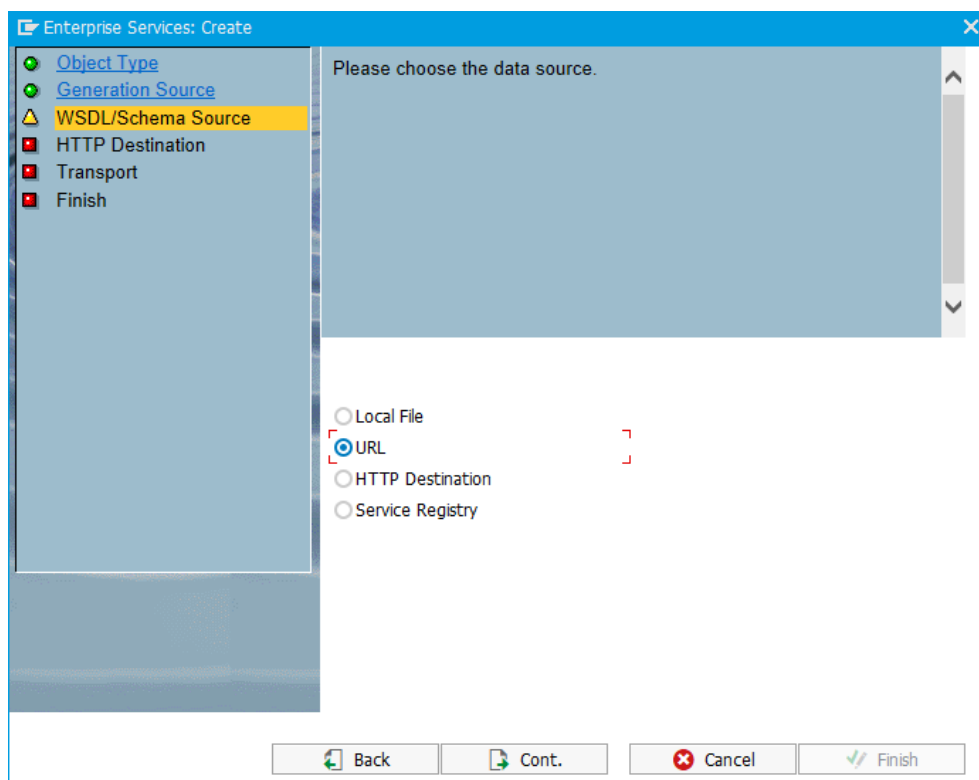 Enterprise Services: Create
Object Type
Generation Source
WSDL/Schema Source
HTTP Destination
Transport
Finish
Please choose the data source.
Local File
URL
HTTP Destination
Service Registry
Back
Cont.
Cancel
Finish